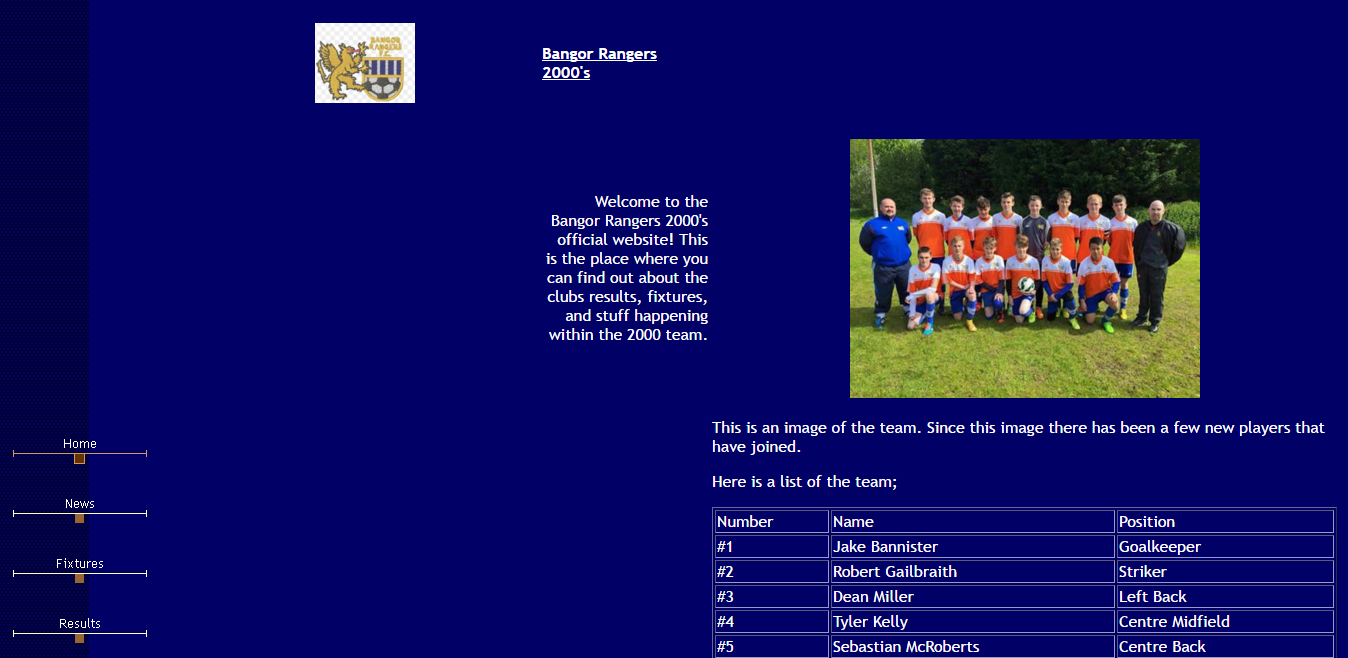 BANGOR
RANGERS
F.C.
Bangor Rangers
2000's
Welcome to the
Bangor Rangers 2000's
official website! This
is the place where you
can find out about the
clubs results, fixtures,
and stuff happening
within the 2000 team.
This is an image of the team. Since this image there has been a few new players that
have joined.
Here is a list of the team;
Number Name Position
#1 Jake Bannister Goalkeeper
#2 Robert Gailbraith Striker
#3 Dean Miller Left Back
#4 Tyler Kelly Centre Midfield
#5 Sebastian McRoberts Centre Back
Home
News
Fixtures
Results